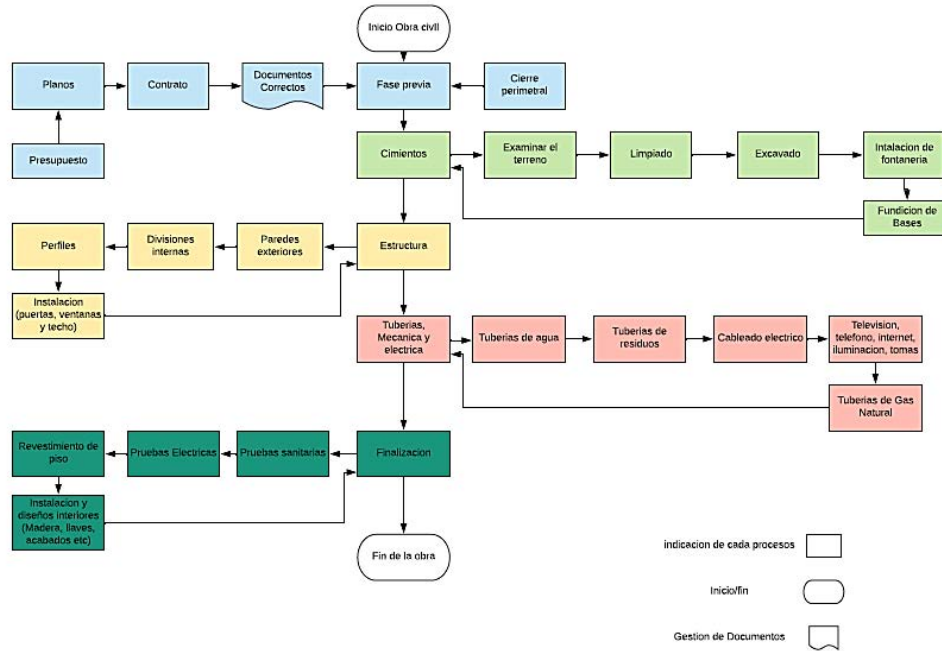 Inicio Obra civil
Planos
Contrato
Documentos
Correctos
Fase previa
Cierre
perimetral
Presupuesto
Cimientos
Examinar el
terreno
Limpiado
Excavado
Intalacion de
fontaneria
Fundicion de
Bases
Perfiles
Divisiones
internas
Paredes
exteriores
Estructura
Instalacion
(puertas, ventanas
y techo)
Tuberias,
Mecanica y
electrica
Tuberias de agua
Tuberias de
residuos
Cableado electrico
Television,
telefono, internet,
iluminacion, tomas
Tuberias de Gas
Natural
Revestimiento de
piso
Pruebas Electricas
Pruebas sanitarias
Finalizacion
Instalacion y
diseños interiores
(Madera, llaves,
acabados etc)
Fin de la obra
indicacion de cada procesos
Inicio/fin
Gestion de Documentos